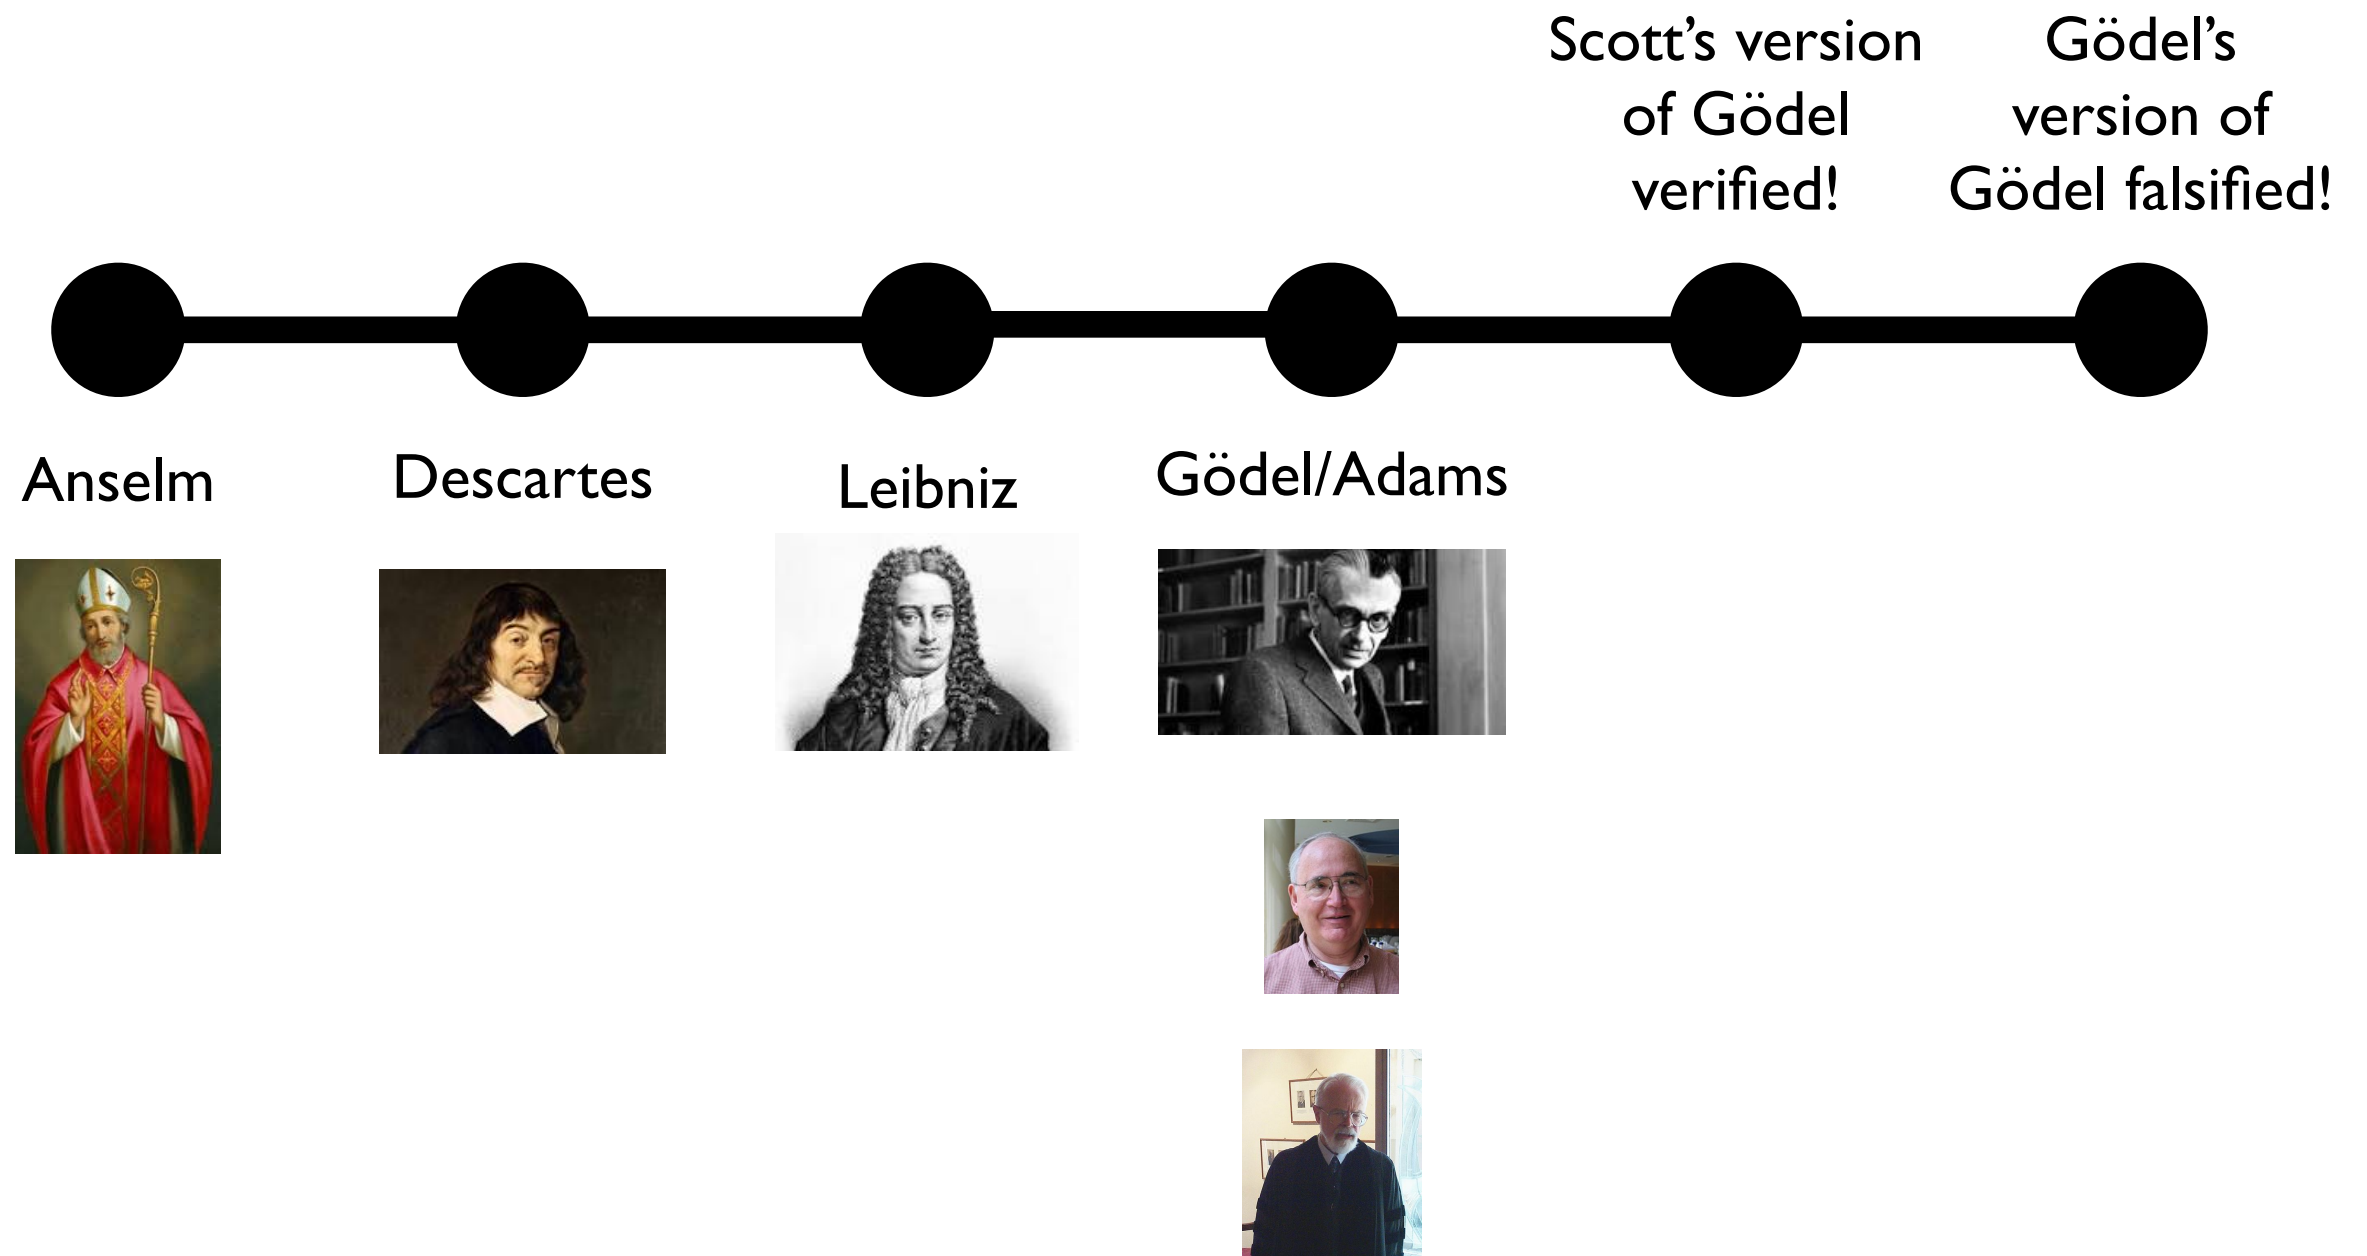 Scott’s version
of Gödel
verified!
Gödel’s
version of
Gödel falsified!
Anselm
Descartes
Leibniz
Gödel/Adams